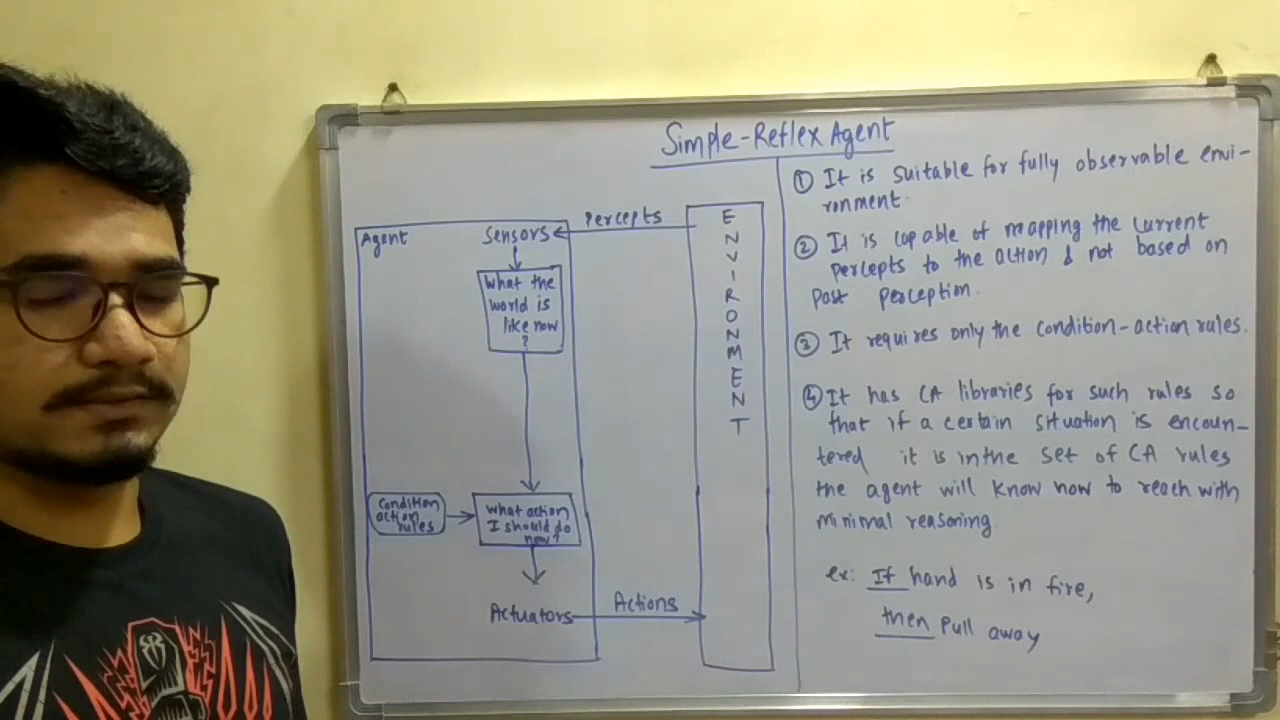 Simple-Reflex Agent
Agent
Sensors
Percepts
What the
world is
like now
?
Condition
action
rules
What action
I should do
now?
Actuators
Actions
ENVIRONMENT
① It is suitable for fully observable envi-
ronment.
② It is capable of mapping the current
percepts to the action & not based on
past perception.
③ It requires only the condition-action rules.
④ It has CA libraries for such rules so
that if a certain situation is encoun-
tered it is in the set of CA rules
the agent will know how to reach with
minimal reasoning.
ex: If hand is in fire,
then Pull away